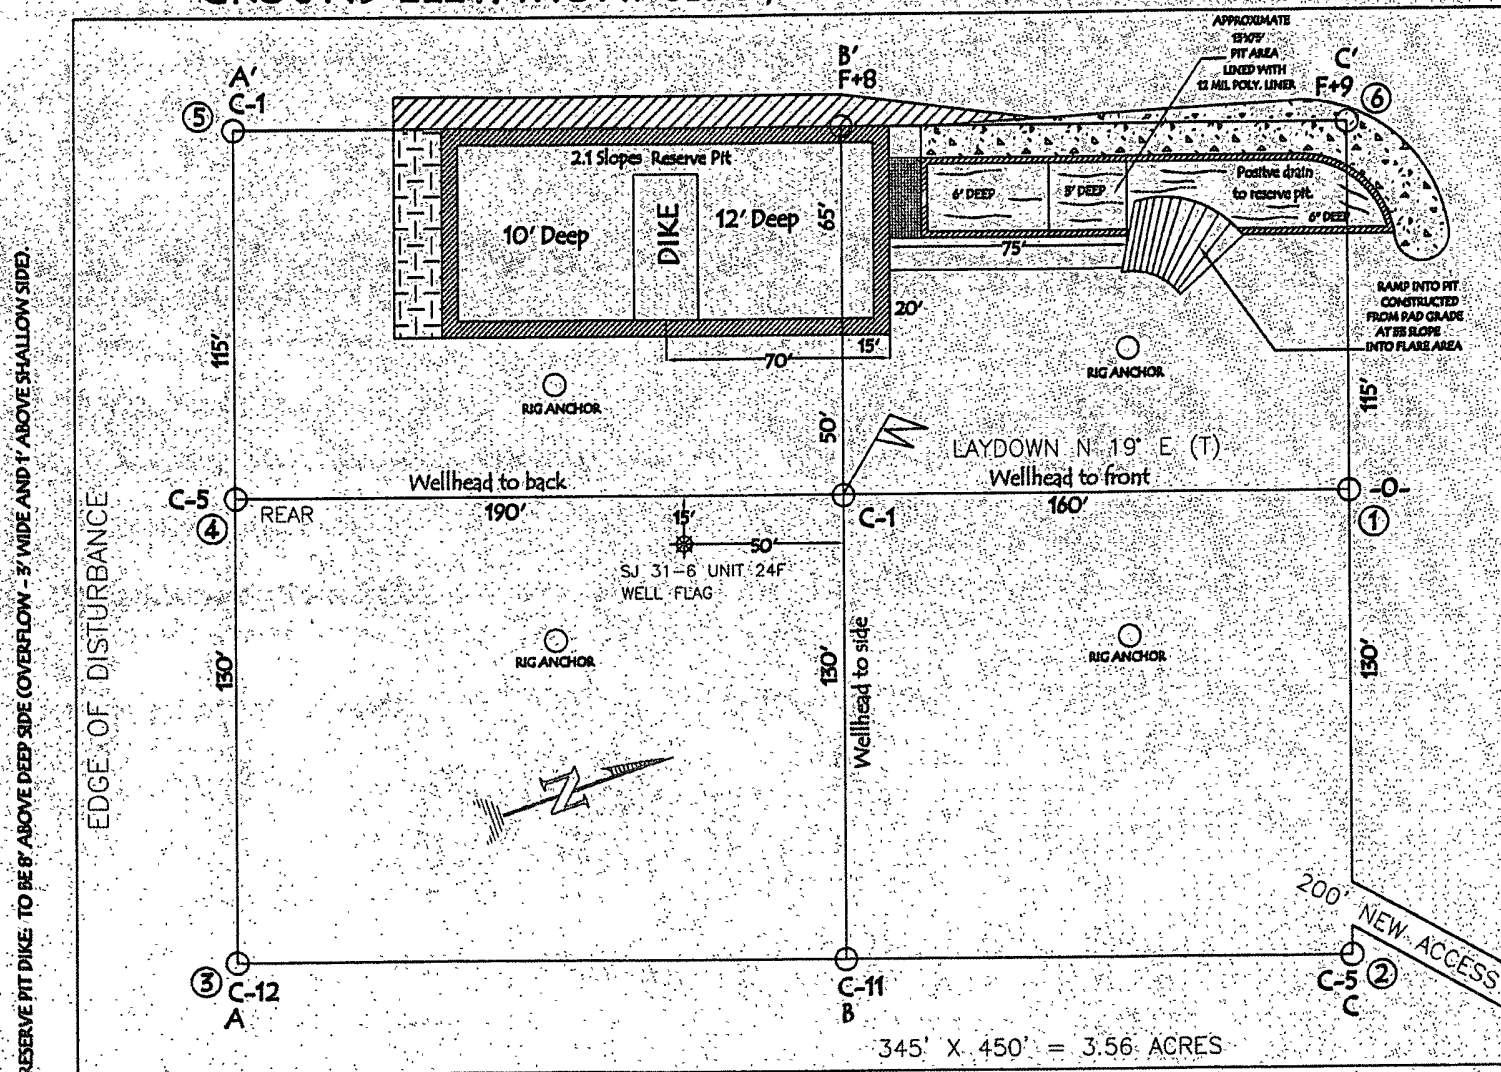 APPROXIMATE
PIT AREA
LINED WITH
12 MIL POLY. LINER
A'
C-1
5
B'
F+8
C'
F+9
6
2.1 Slopes Reserve Pit
10' Deep
DIKE
12' Deep
65'
6' DEEP
3' DEEP
Positive drain
to reserve pit.
6" DEEP
75'
20'
15'
70'
RAMP INTO PIT
CONSTRUCTED
FROM PAD GRADE
AT SLOPE
INTO FLARE AREA
115'
RIG ANCHOR
RIG ANCHOR
115'
50'
LAYDOWN N 19° E (T)
Wellhead to back
Wellhead to front
C-5
4
REAR
190'
C-1
160'
-0-
1
15'
50'
SJ 31-6 UNIT 24F
WELL FLAG
RIG ANCHOR
RIG ANCHOR
130'
130'
Wellhead to side
130'
N
EDGE OF DISTURBANCE
RESERVE PIT DIKE: TO BE 8' ABOVE DEEP SIDE (OVERFLOW - 3' WIDE AND 1' ABOVE SHALLOW SIDE).
200' NEW ACCESS
3
C-12
A
C-11
B
C-5
2
C
345' X 450' = 3.56 ACRES